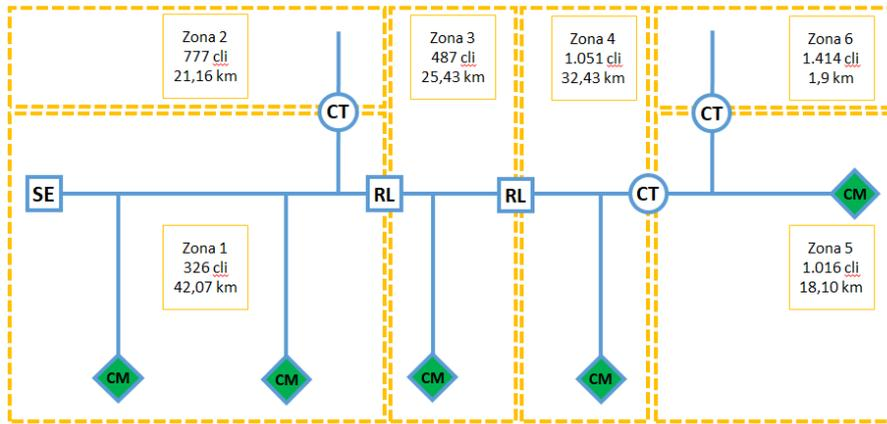 Zona 2
777 cli
21,16 km
Zona 3
487 cli
25,43 km
Zona 4
1.051 cli
32,43 km
Zona 6
1.414 cli
1,9 km
CT
CT
SE
RL
RL
CT
CM
Zona 1
326 cli
42,07 km
Zona 5
1.016 cli
18,10 km
CM
CM
CM
CM